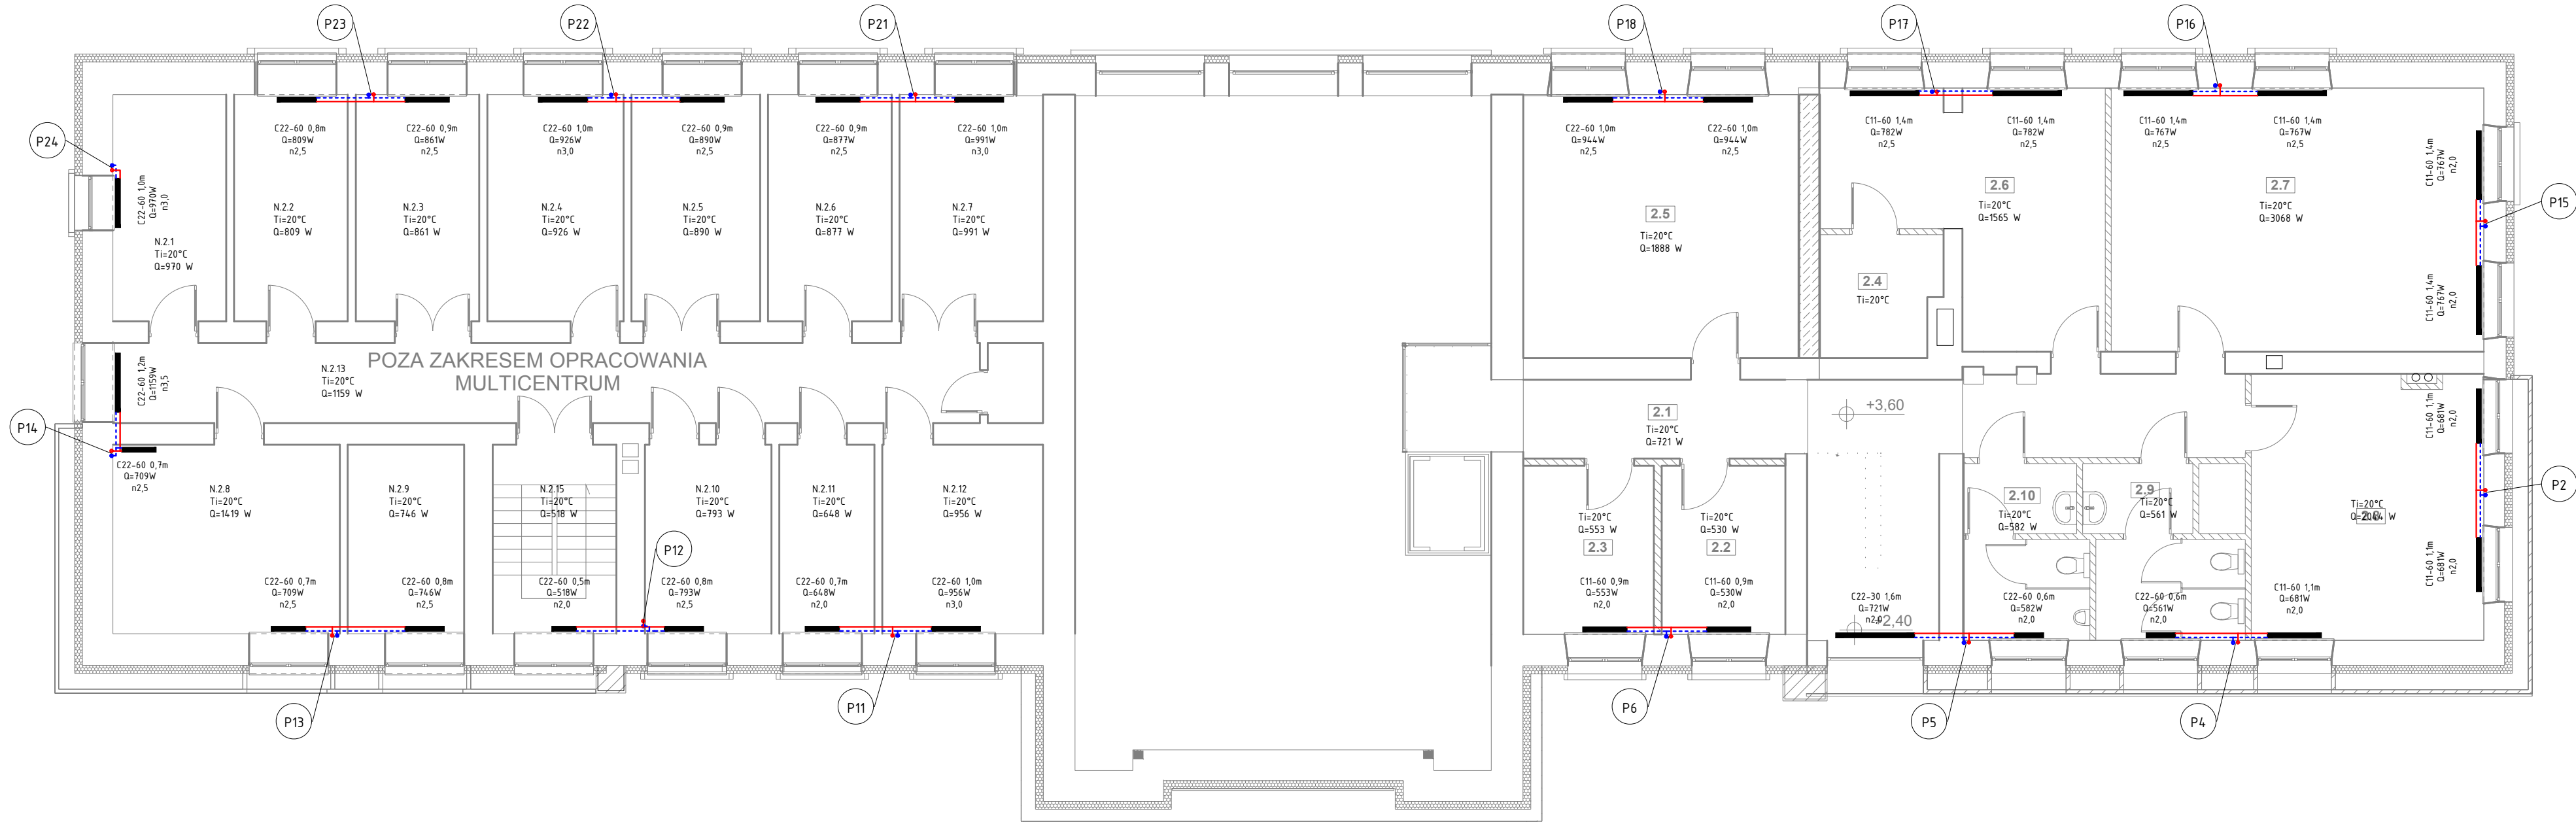 P23
P22
P21
P18
P17
P16
P24
P15
P14
P2
P12
P13
P11
P6
P5
P4
C22-60 0,8m
Q=809W
n2,5
C22-60 0,9m
Q=861W
n2,5
C22-60 1,0m
Q=926W
n3,0
C22-60 0,9m
Q=890W
n2,5
C22-60 0,9m
Q=877W
n2,5
C22-60 1,0m
Q=991W
n3,0
C22-60 1,0m
Q=944W
n2,5
C22-60 1,0m
Q=944W
n2,5
C11-60 1,4m
Q=782W
n2,5
C11-60 1,4m
Q=782W
n2,5
C11-60 1,4m
Q=767W
n2,5
C11-60 1,4m
Q=767W
n2,5
C11-60 1,4m
Q=767W
n2,0
C22-60 1,0m
Q=970W
n3,0
N.2.1
Ti=20°C
Q=970 W
N.2.2
Ti=20°C
Q=809 W
N.2.3
Ti=20°C
Q=861 W
N.2.4
Ti=20°C
Q=926 W
N.2.5
Ti=20°C
Q=890 W
N.2.6
Ti=20°C
Q=877 W
N.2.7
Ti=20°C
Q=991 W
2.5
Ti=20°C
Q=1888 W
2.6
Ti=20°C
Q=1565 W
2.7
Ti=20°C
Q=3068 W
2.4
Ti=20°C
C11-60 1,4m
Q=767W
n2,0
C22-60 1,2m
Q=1159W
n3,5
N.2.13
Ti=20°C
Q=1159 W
POZA ZAKRESEM OPRACOWANIA
MULTICENTRUM
+3,60
2.1
Ti=20°C
Q=721 W
C11-60 1,1m
Q=681W
n2,0
C22-60 0,7m
Q=709W
n2,5
N.2.8
Ti=20°C
Q=1419 W
N.2.9
Ti=20°C
Q=746 W
N.2.15
Ti=20°C
Q=518 W
N.2.10
Ti=20°C
Q=793 W
N.2.11
Ti=20°C
Q=648 W
N.2.12
Ti=20°C
Q=956 W
Ti=20°C
Q=553 W
2.3
Ti=20°C
Q=530 W
2.2
2.10
Ti=20°C
Q=582 W
2.9
Ti=20°C
Q=561 W
Ti=20°C
C11-60 1,1m
Q=681W
n2,0
C22-60 0,7m
Q=709W
n2,5
C22-60 0,8m
Q=746W
n2,5
C22-60 0,5m
Q=518W
n2,0
C22-60 0,8m
Q=793W
n2,5
C22-60 0,7m
Q=648W
n2,0
C22-60 1,0m
Q=956W
n3,0
C11-60 0,9m
Q=553W
n2,0
C11-60 0,9m
Q=530W
n2,0
C22-30 1,6m
Q=721W
n2,0
+2,40
C22-60 0,6m
Q=582W
n2,0
C22-60 0,6m
Q=561W
n2,0
C11-60 1,1m
Q=681W
n2,0